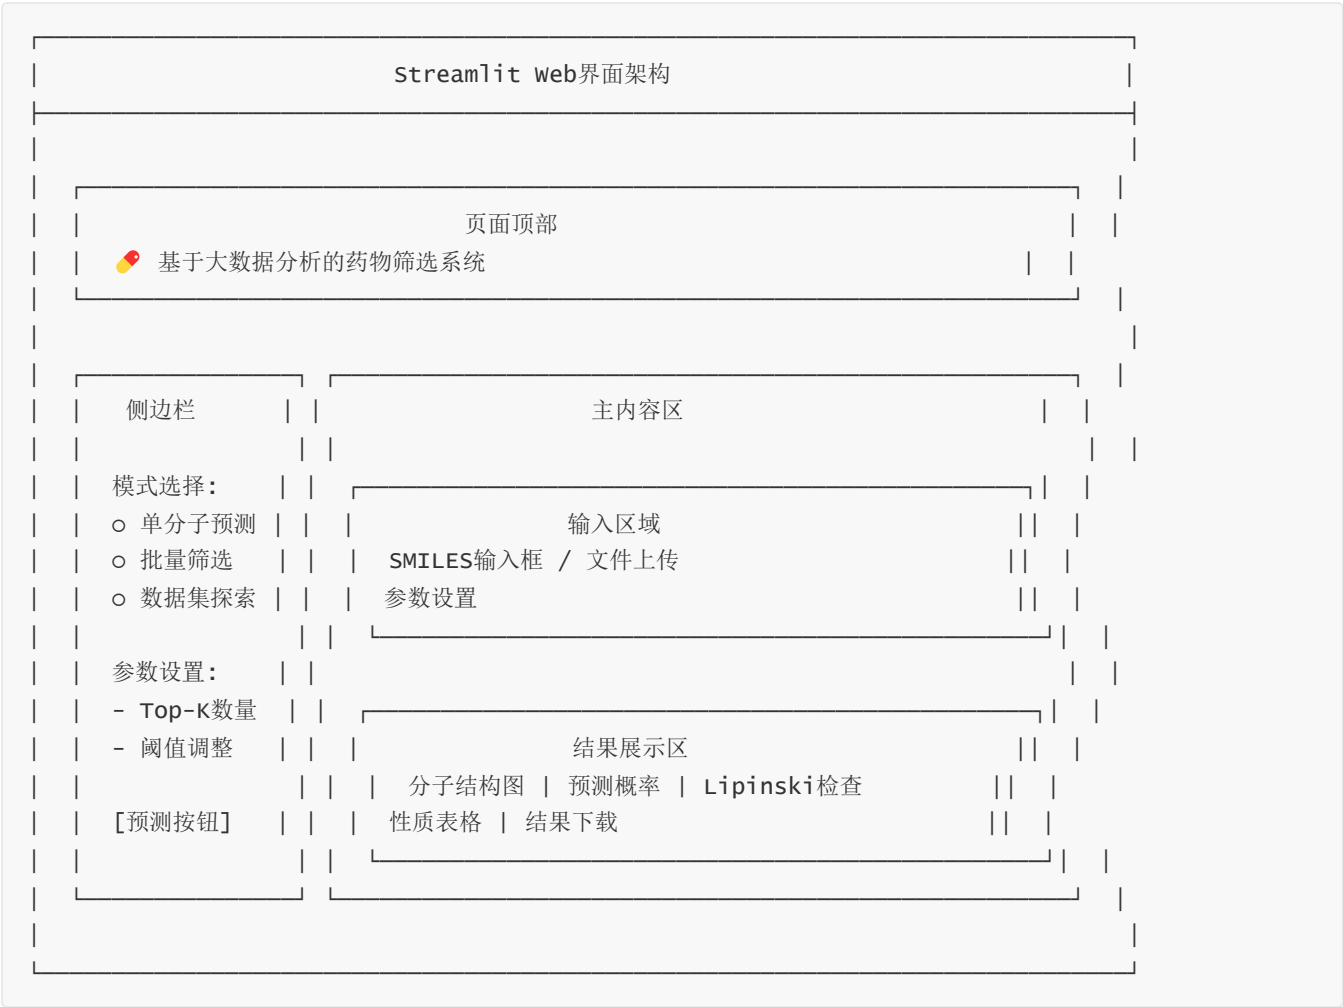 Streamlit Web界面架构
页面顶部
💊 基于大数据分析的药物筛选系统
侧边栏
主内容区
模式选择:
○ 单分子预测
输入区域
○ 批量筛选
SMILES输入框 / 文件上传
○ 数据集探索
参数设置
参数设置:
- Top-K数量
- 阈值调整
结果展示区
分子结构图 | 预测概率 | Lipinski检查
[预测按钮]
性质表格 | 结果下载